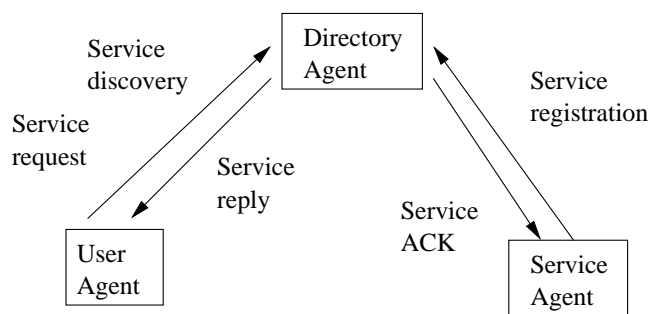 Directory
Agent
Service
discovery
Service
registration
Service
request
Service
reply
Service
ACK
User
Agent
Service
Agent